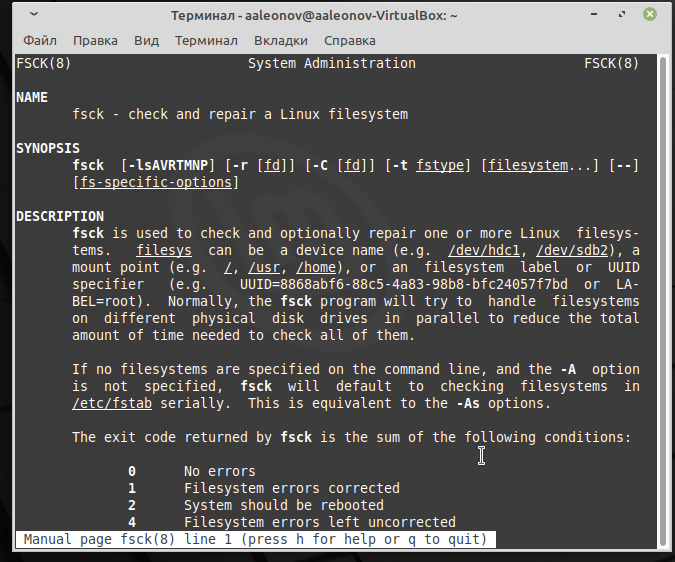 Терминал - aaleonov@aaleonov-VirtualBox: ~
Файл Правка Вид Терминал Вкладки Справка
FSCK(8) System Administration FSCK(8)
NAME
fsck - check and repair a Linux filesystem
SYNOPSIS
fsck [-lsAVRTMNP] [-r [fd]] [-C [fd]] [-t fstype] [filesystem...] [--]
[fs-specific-options]
DESCRIPTION
fsck is used to check and optionally repair one or more Linux filesys-
tems. filesys can be a device name (e.g. /dev/hdc1, /dev/sdb2), a
mount point (e.g. /, /usr, /home), or an filesystem label or UUID
specifier (e.g. UUID=8868abf6-88c5-4a83-98b8-bfc24057f7bd or LA-
BEL=root). Normally, the fsck program will try to handle filesystems
on different physical disk drives in parallel to reduce the total
amount of time needed to check all of them.
If no filesystems are specified on the command line, and the -A option
is not specified, fsck will default to checking filesystems in
/etc/fstab serially. This is equivalent to the -As options.
The exit code returned by fsck is the sum of the following conditions:
0 No errors
1 Filesystem errors corrected
2 System should be rebooted
4 Filesystem errors left uncorrected
Manual page fsck(8) line 1 (press h for help or q to quit)